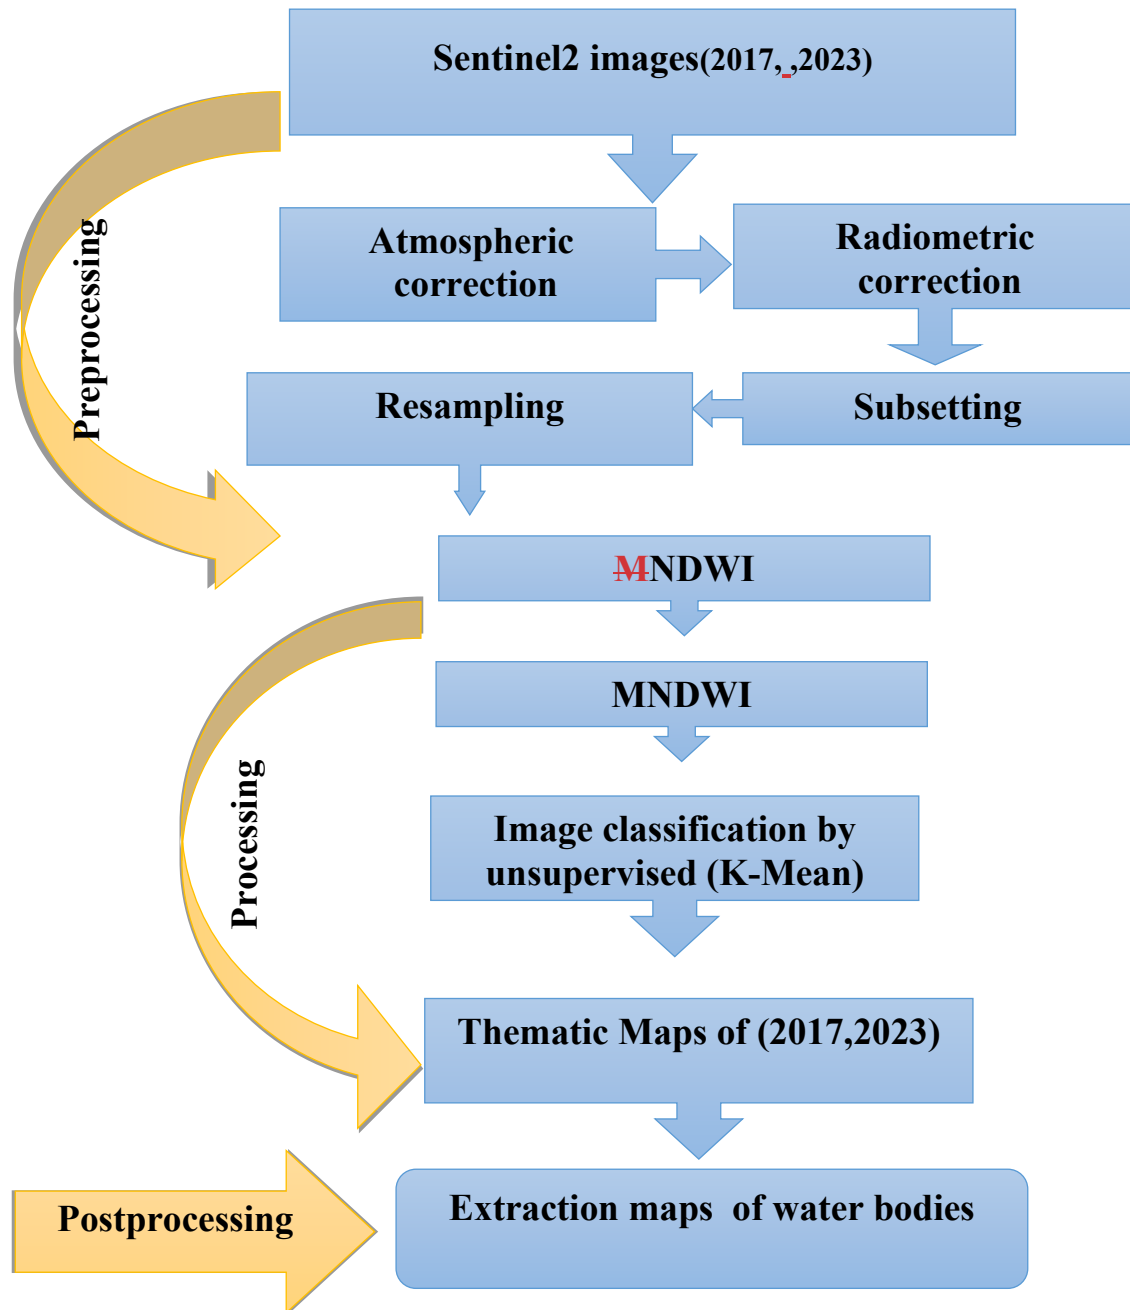 Sentinel2 images(2017,_,2023)
Atmospheric
correction
Radiometric
correction
Preprocessing
Resampling
Subsetting
MNDWI
MNDWI
Processing
Image classification by
unsupervised (K-Mean)
Thematic Maps of (2017,2023)
Postprocessing
Extraction maps  of water bodies